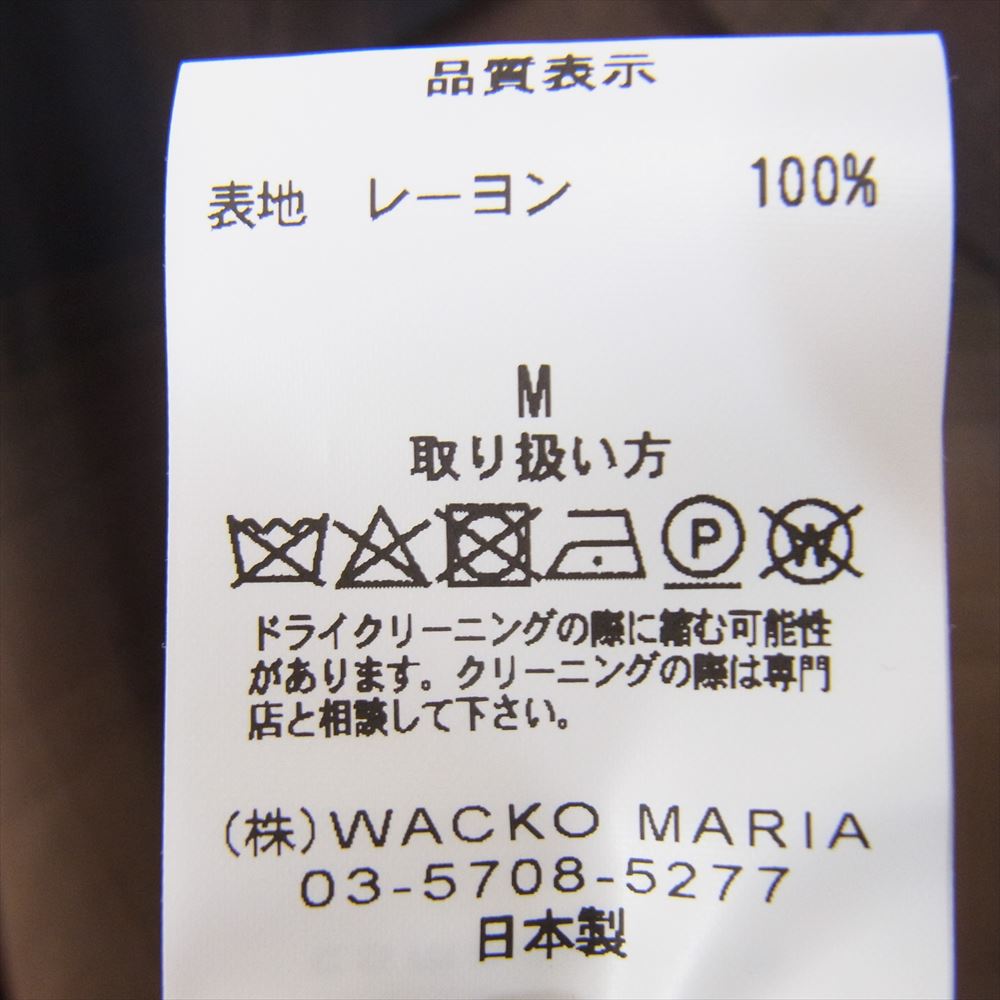 品質表示
表地 レーヨン 100%
M
取り扱い方
P W
ドライクリーニングの際に縮む可能性
があります。クリーニングの際は専門
店と相談して下さい。
(株)WACKO MARIA
03-5708-5277
日本製